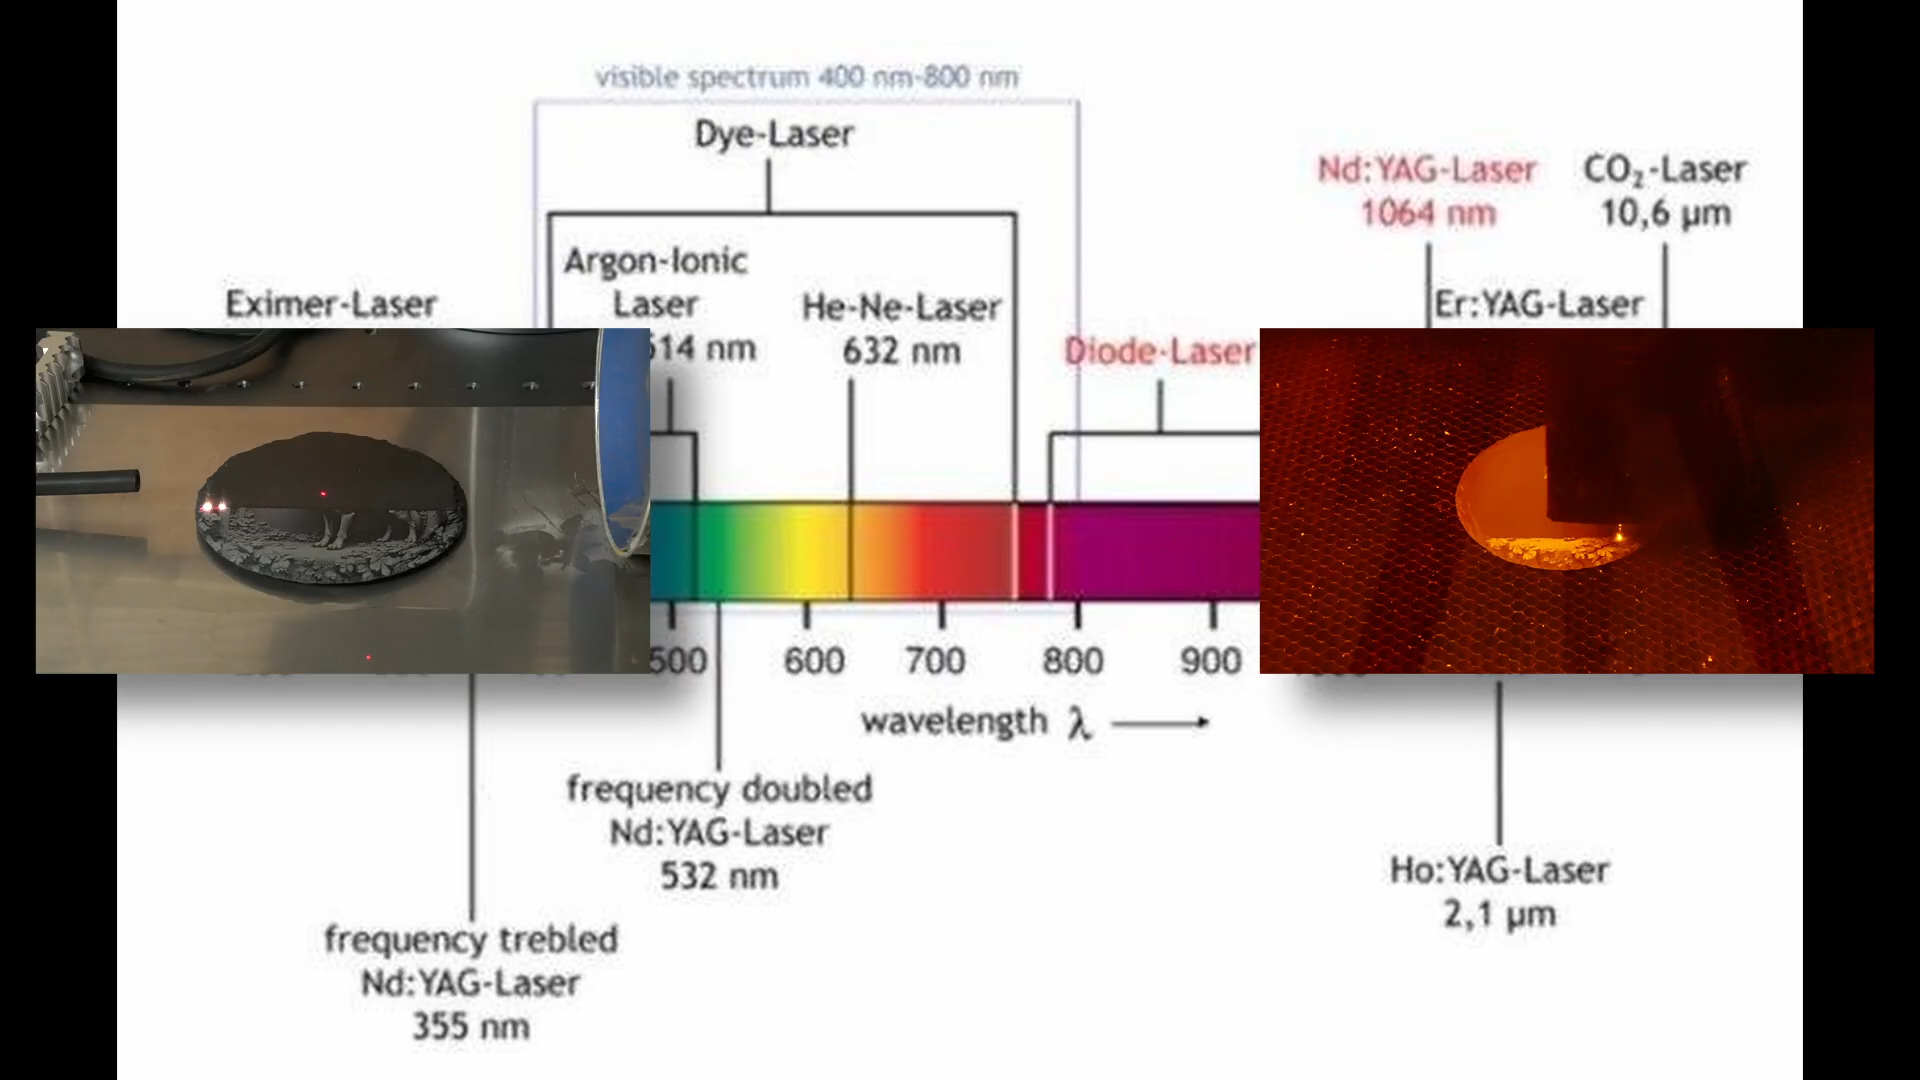 visible spectrum 400 nm-800 nm
Dye-Laser
Nd:YAG-Laser
1064 nm
CO₂-Laser
10,6 µm
Argon-Ionic
Laser
514 nm
Eximer-Laser
He-Ne-Laser
632 nm
Er:YAG-Laser
Diode-Laser
500 600 700 800 900
wavelength λ
frequency doubled
Nd:YAG-Laser
532 nm
Ho:YAG-Laser
2,1 µm
frequency trebled
Nd:YAG-Laser
355 nm